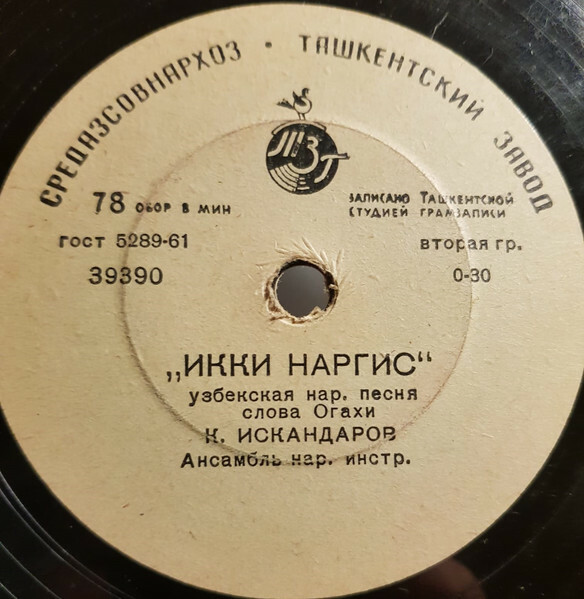 СРЕДАЗСОВНАРХОЗ • ТАШКЕНТСКИЙ ЗАВОД
ТЗГ
78 ОБОР В МИН
ЗАПИСАНО ТАШКЕНТСКОЙ
СТУДИЕЙ ГРАМЗАПИСИ
ГОСТ 5289-61
вторая гр.
39390
0-30
„ИККИ НАРГИС“
узбекская нар. песня
слова Огахи
К. ИСКАНДАРОВ
Ансамбль нар. инстр.